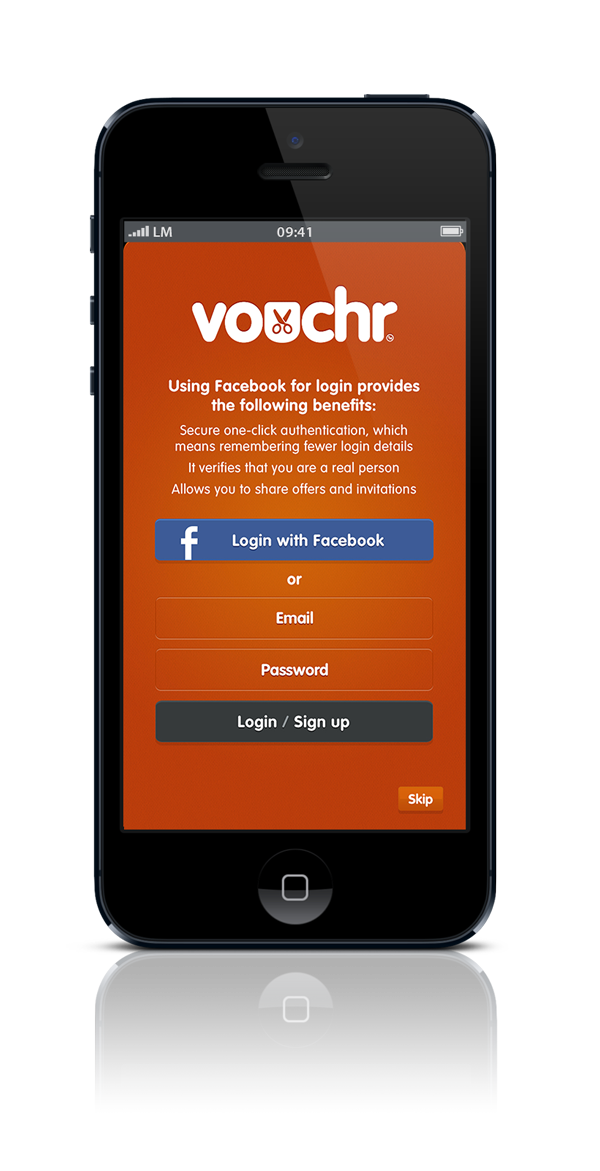 LM 09:41
vouchr
Using Facebook for login provides
the following benefits:
Secure one-click authentication, which
means remembering fewer login details
It verifies that you are a real person
Allows you to share offers and invitations
f Login with Facebook
or
Email
Password
Login / Sign up
Skip